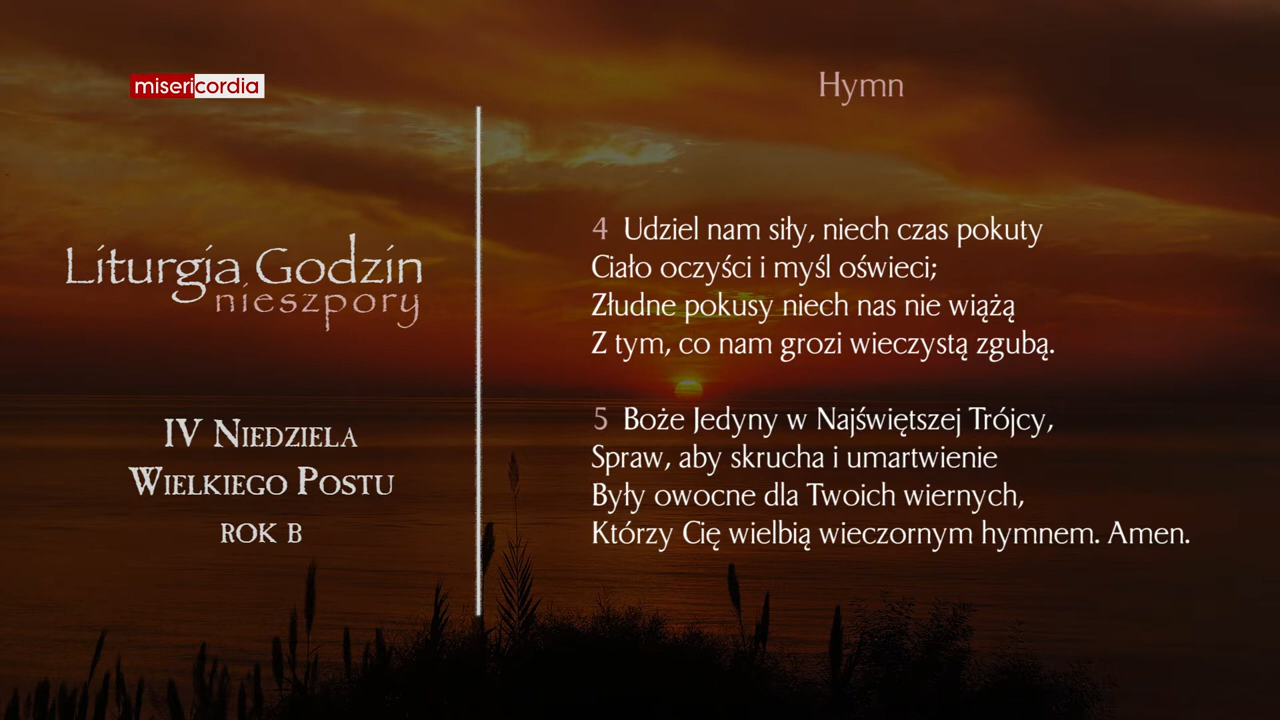 misericordia
Liturgia Godzin
nieszpory
IV Niedziela
Wielkiego Postu
rok B
Hymn
4 Udziel nam siły, niech czas pokuty
Ciało oczyści i myśl oświeci;
Złudne pokusy niech nas nie wiążą
Z tym, co nam grozi wieczystą zgubą.
5 Boże Jedyny w Najświętszej Trójcy,
Spraw, aby skrucha i umartwienie
Były owocne dla Twoich wiernych,
Którzy Cię wielbią wieczornym hymnem. Amen.